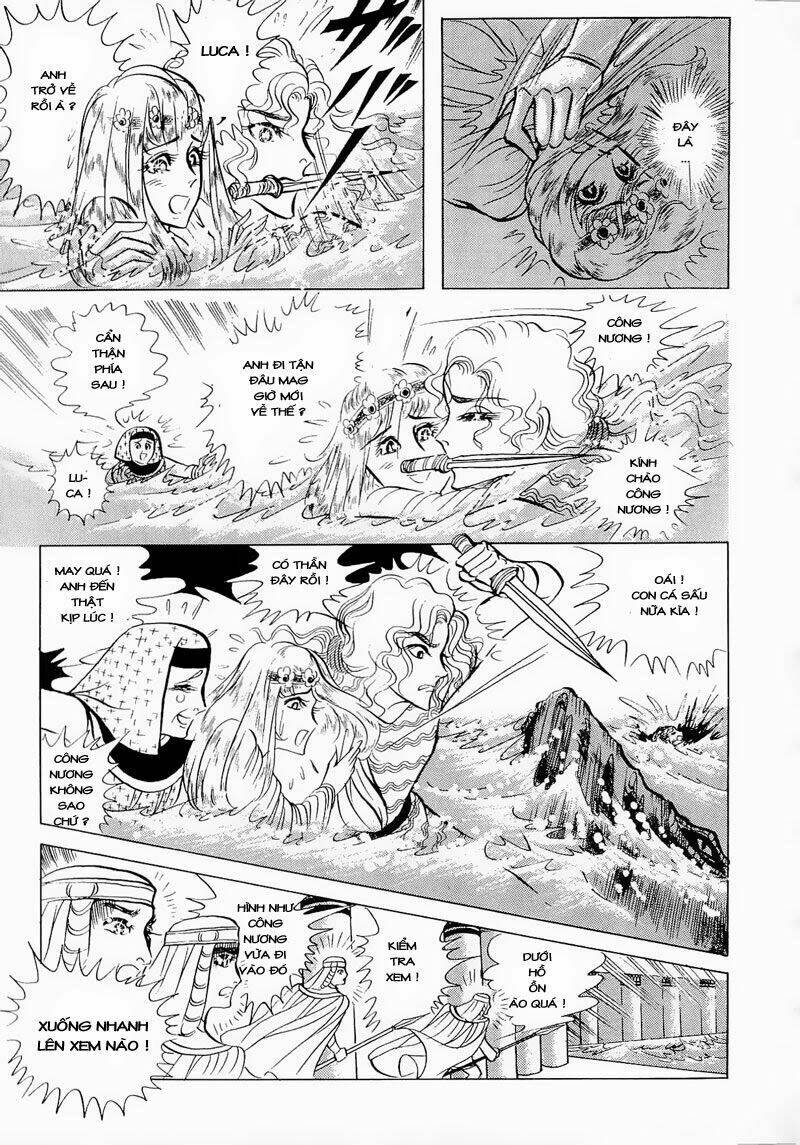 ĐÂY
LÀ
...
LUCA !
ANH
TRỞ VỀ
RỒI À ?
CÔNG
NƯƠNG !
KÍNH
CHÀO
CÔNG
NƯƠNG !
ANH ĐI TẬN
ĐÂU MAG
GIỜ MỚI
VỀ THẾ ?
CẨN
THẬN
PHÍA
SAU !
LU-
CA !
OÁI !
CON CÁ SẤU
NỮA KÌA !
CÓ THẦN
ĐÂY RỒI !
MAY QUÁ !
ANH ĐẾN
THẬT
KỊP LÚC !
CÔNG
NƯƠNG
KHÔNG
SAO
CHỨ ?
DƯỚI
HỒ
ỒN
ÀO QUÁ !
KIỂM
TRA
XEM !
HÌNH NHƯ
CÔNG
NƯƠNG
VỪA ĐI
VÀO ĐÓ
XUỐNG NHANH
LÊN XEM NÀO !